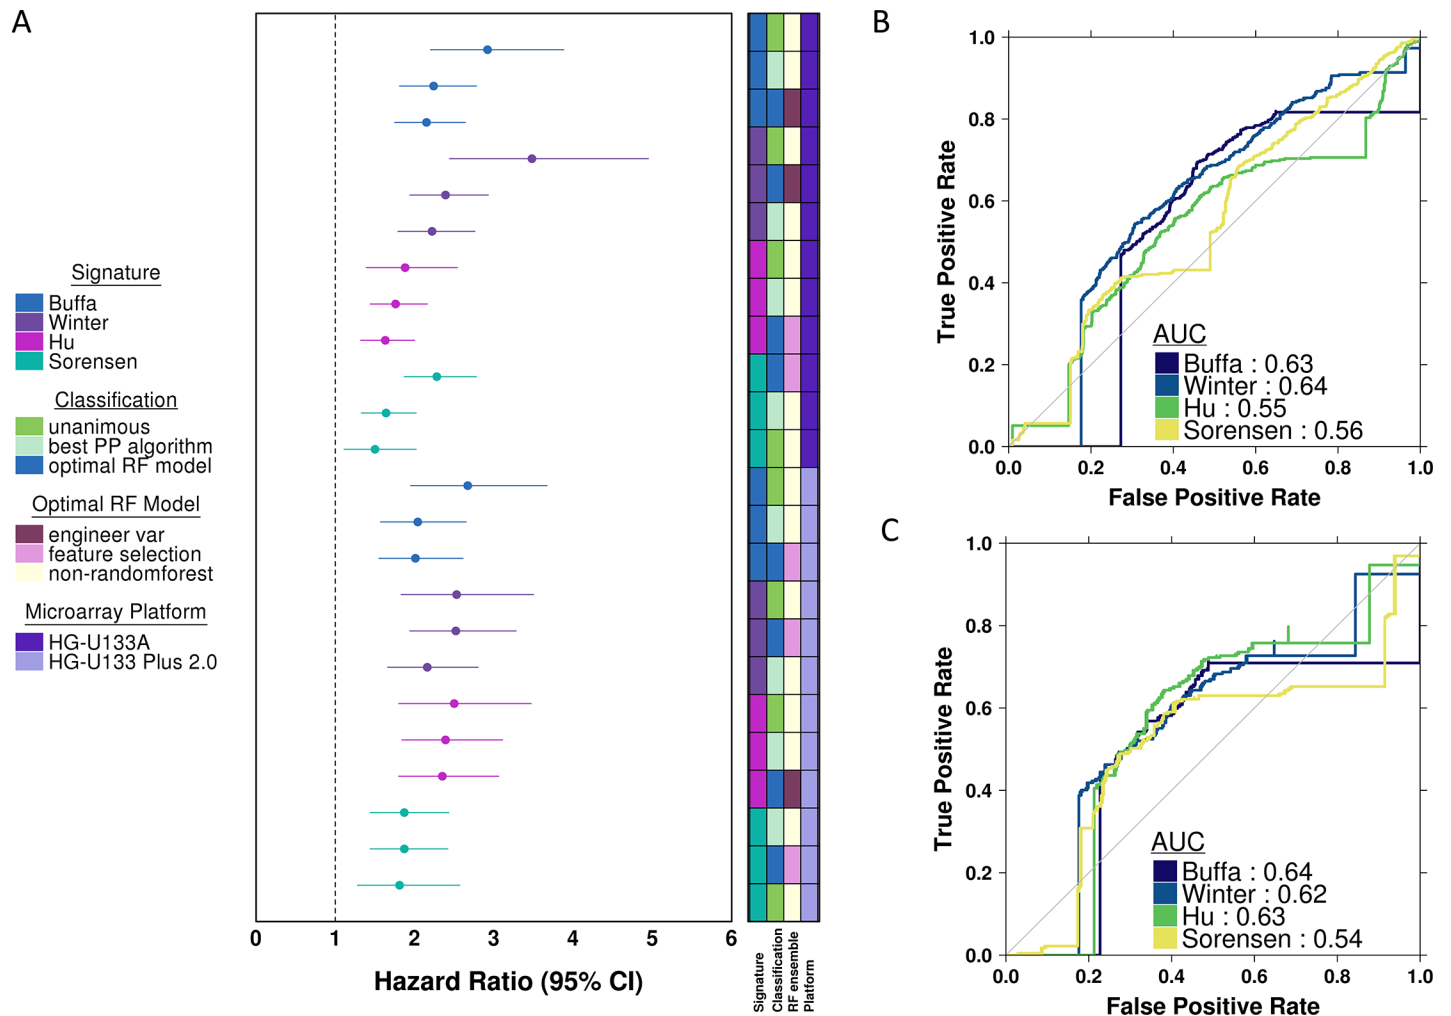 A
Signature
Buffa
Winter
Hu
Sorensen
Classification
unanimous
best PP algorithm
optimal RF model
Optimal RF Model
engineer var
feature selection
non-randomforest
Microarray Platform
HG-U133A
HG-U133 Plus 2.0
0 1 2 3 4 5 6
Hazard Ratio (95% CI)
Signature
Classification
RF ensemble
Platform
B
True Positive Rate
1.0
0.8
0.6
0.4
0.2
0.0
AUC
Buffa : 0.63
Winter : 0.64
Hu : 0.55
Sorensen : 0.56
0.0 0.2 0.4 0.6 0.8 1.0
False Positive Rate
C
True Positive Rate
1.0
0.8
0.6
0.4
0.2
0.0
AUC
Buffa : 0.64
Winter : 0.62
Hu : 0.63
Sorensen : 0.54
0.0 0.2 0.4 0.6 0.8 1.0
False Positive Rate